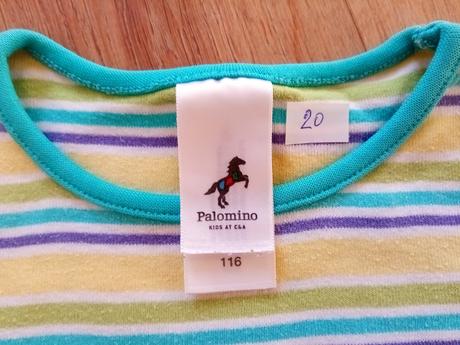 20
Palomino
KIDS AT C&A
116